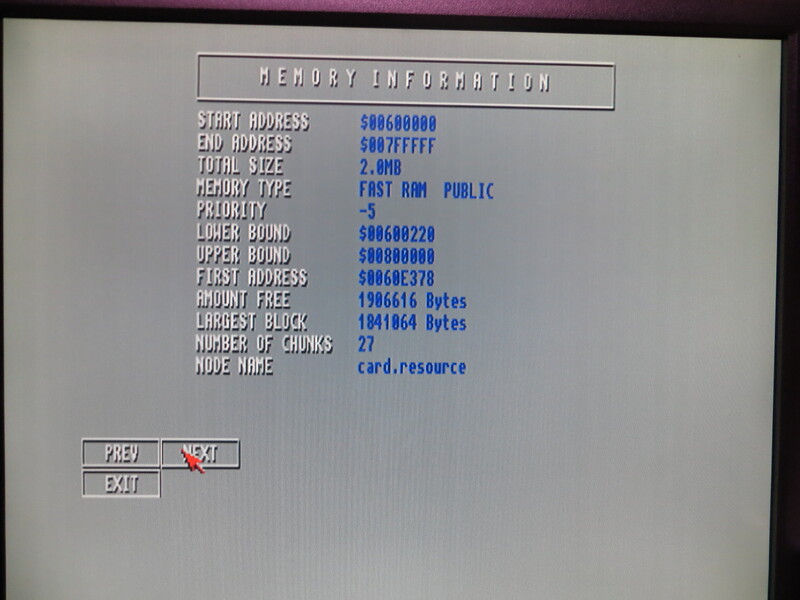 MEMORY INFORMATION
START ADDRESS $00600000
END ADDRESS $007FFFFF
TOTAL SIZE 2.0MB
MEMORY TYPE FAST RAM PUBLIC
PRIORITY -5
LOWER BOUND $00600220
UPPER BOUND $00800000
FIRST ADDRESS $0060E378
AMOUNT FREE 1906616 Bytes
LARGEST BLOCK 1841064 Bytes
NUMBER OF CHUNKS 27
NODE NAME card.resource
PREV NEXT
EXIT